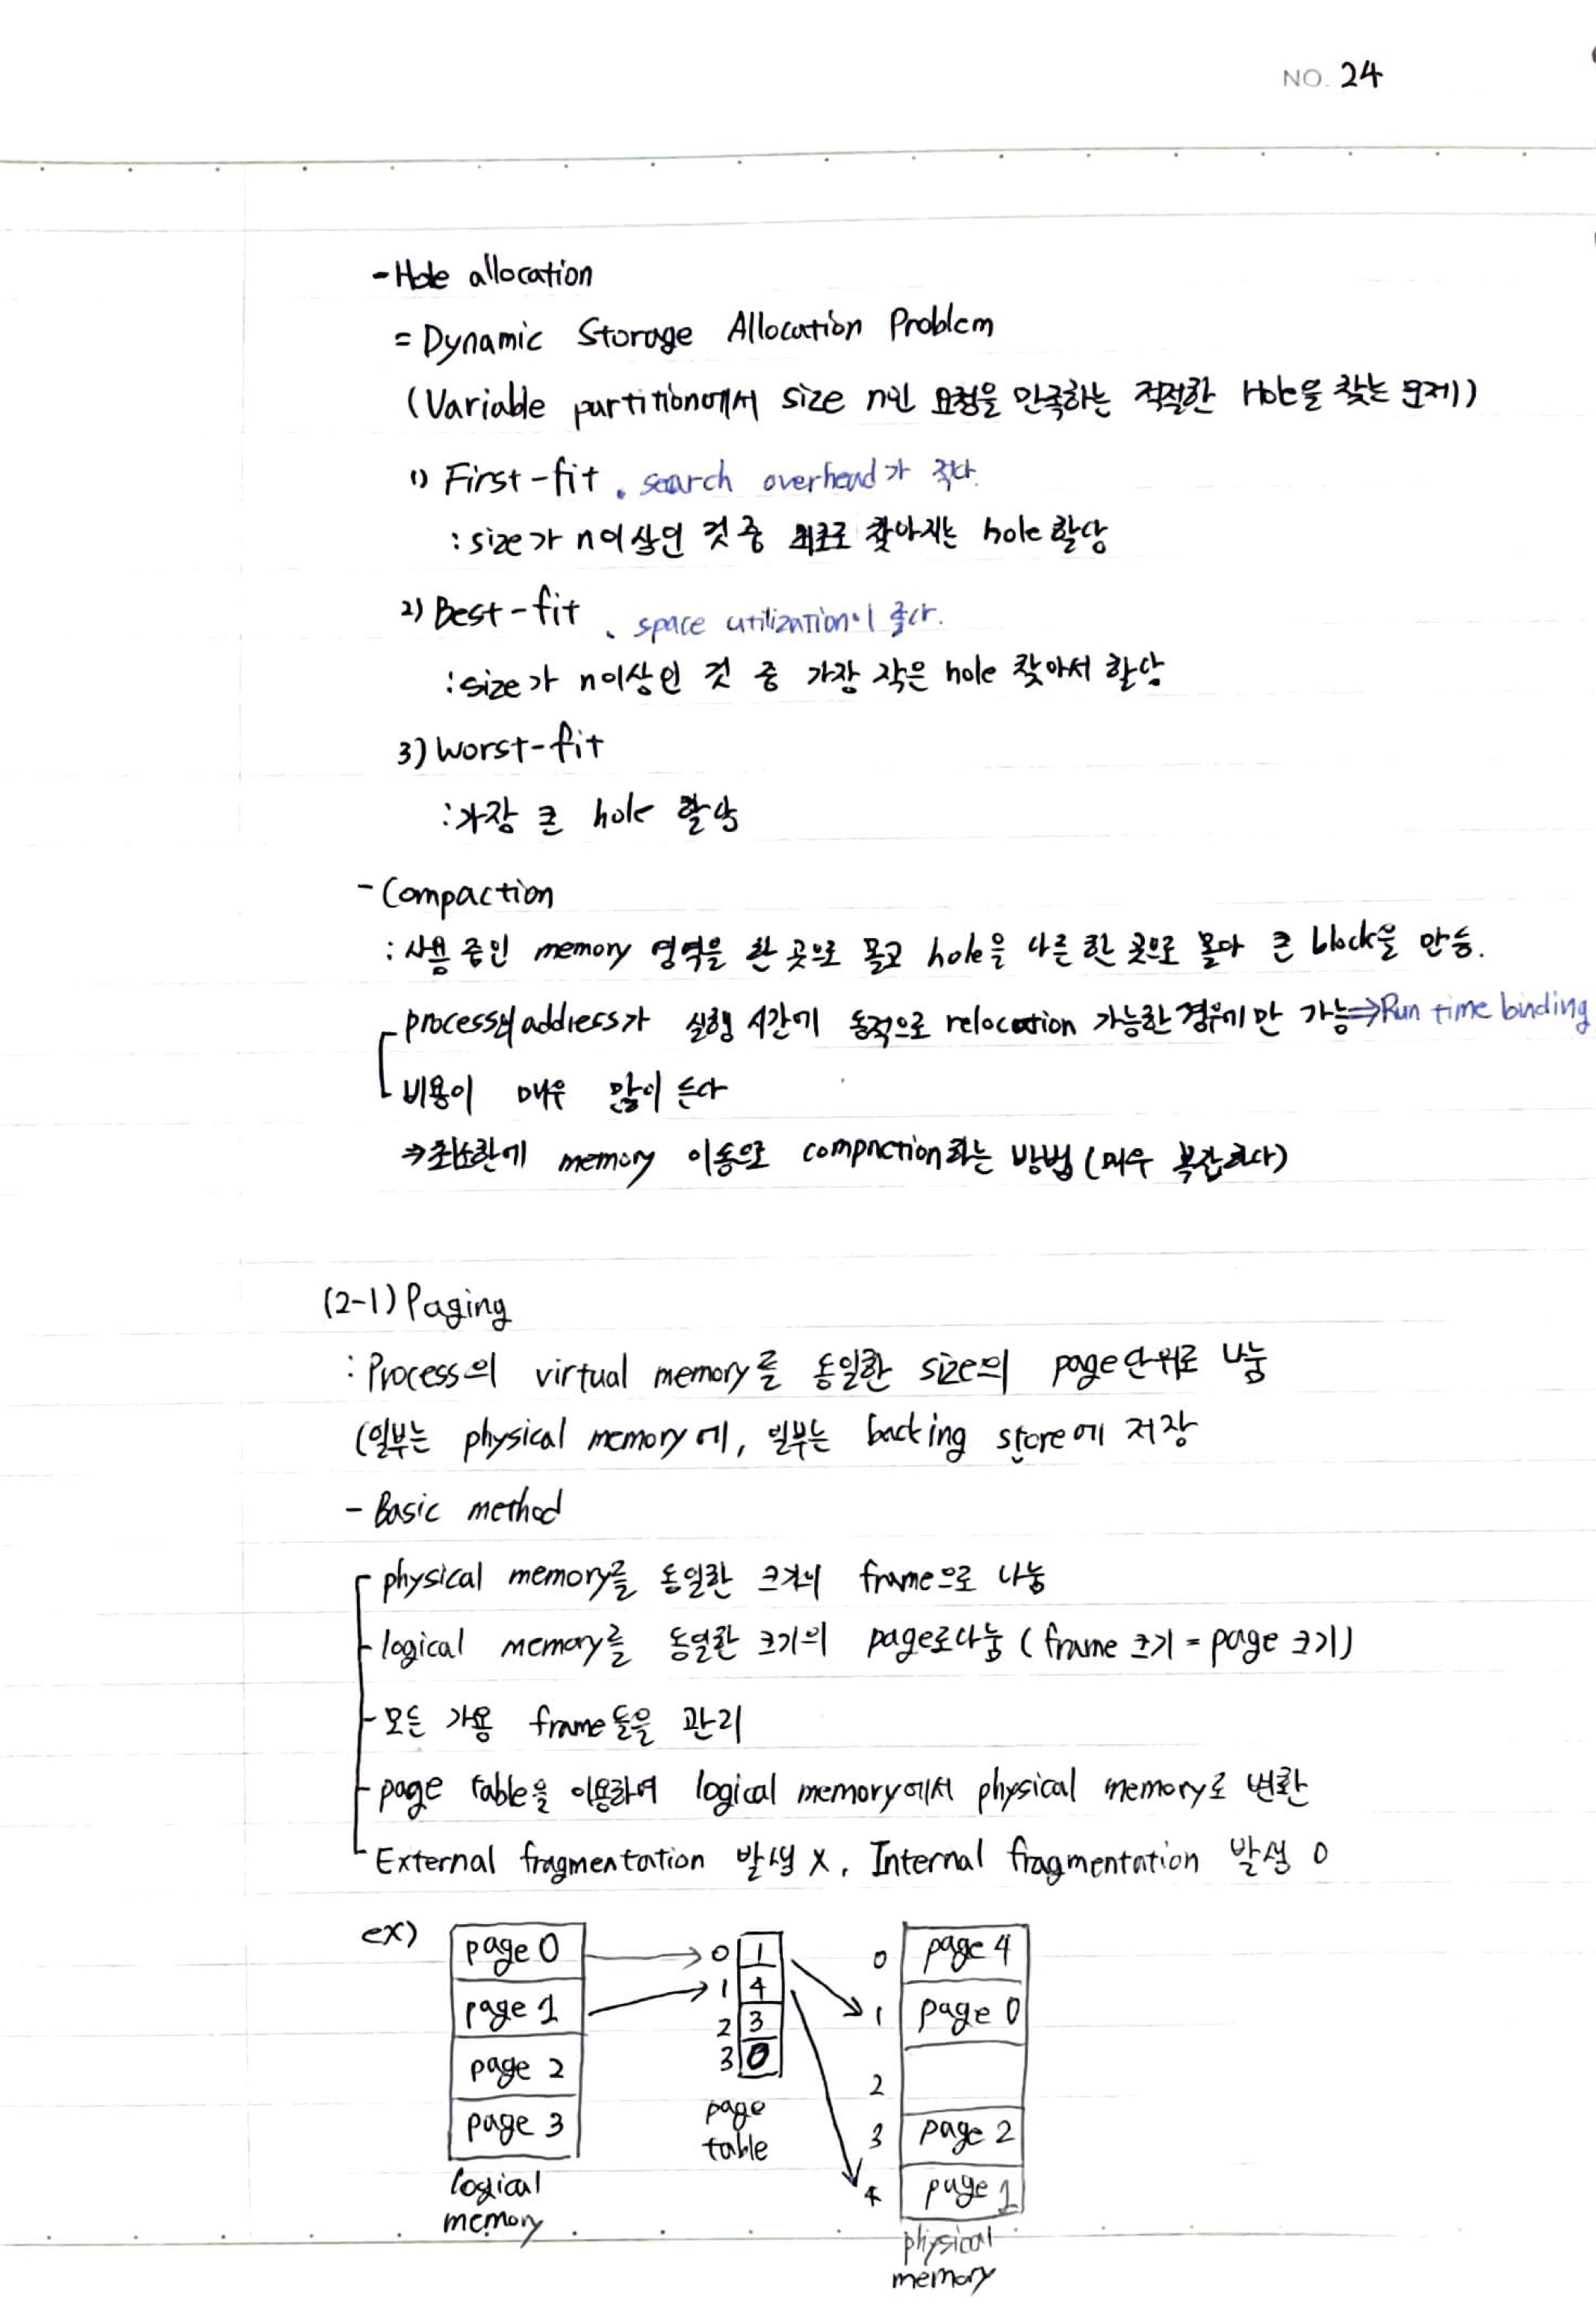 NO. 24
- Hole allocation
= Dynamic Storage Allocation Problem
(Variable partition에서 size n인 요청을 만족하는 적절한 Hole을 찾는 문제)
1) First-fit . search overhead가 적다.
: size가 n이상인 것 중 최초로 찾아지는 hole 할당
2) Best-fit . space utilization이 좋다.
: size가 n이상인 것 중 가장 작은 hole 찾아서 할당
3) Worst-fit
: 가장 큰 hole 할당
- Compaction
: 사용 중인 memory 영역을 한 곳으로 몰고 hole을 다른 한 곳으로 몰아 큰 block을 만듬.
process의 address가 실행 시간에 동적으로 relocation 가능한 경우에만 가능 ⇒ Run time binding
비용이 매우 많이 든다
⇒ 최소한에 memory 이동으로 compaction하는 방법 (매우 복잡하다)
(2-1) Paging
: Process의 virtual memory를 동일한 size의 page단위로 나눔
(일부는 physical memory에, 일부는 backing store에 저장
- Basic method
physical memory를 동일한 크기의 frame으로 나눔
logical memory를 동일한 크기의 page로나눔 (frame 크기 = page 크기)
모든 가용 frame들을 관리
page table을 이용하여 logical memory에서 physical memory로 변환
External fragmentation 발생 X, Internal fragmentation 발생 O
ex)
page 0
page 1
page 2
page 3
logical
memory
0 1
1 4
2 3
3 0
page
table
0 page 4
1 page 0
2
3 page 2
4 page 1
physical
memory